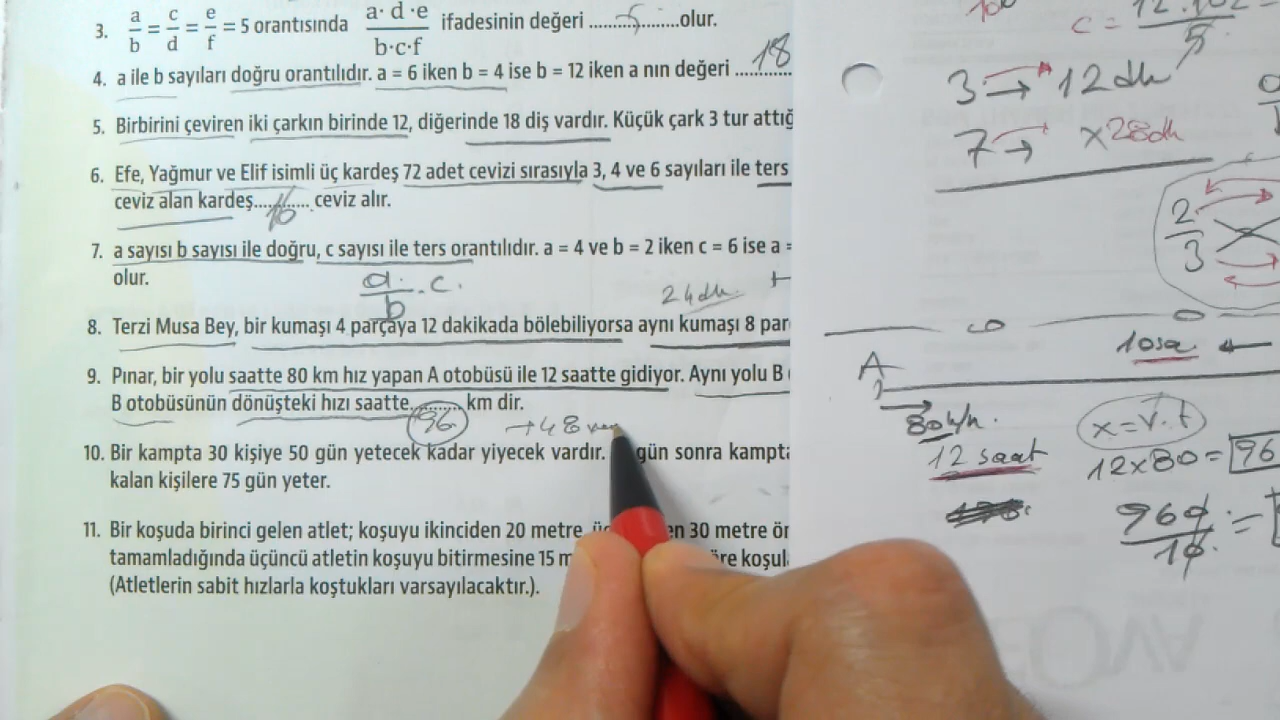 3. a/b = c/d = e/f = 5 orantısında a·d·e / b·c·f ifadesinin değeri ......5......olur.
4. a ile b sayıları doğru orantılıdır. a = 6 iken b = 4 ise b = 12 iken a nın değeri ...18
5. Birbirini çeviren iki çarkın birinde 12, diğerinde 18 diş vardır. Küçük çark 3 tur attığ
6. Efe, Yağmur ve Elif isimli üç kardeş 72 adet cevizi sırasıyla 3, 4 ve 6 sayıları ile ters
ceviz alan kardeş....16.... ceviz alır.
7. a sayısı b sayısı ile doğru, c sayısı ile ters orantılıdır. a = 4 ve b = 2 iken c = 6 ise a =
olur.
a·c / b
24dk
8. Terzi Musa Bey, bir kumaşı 4 parçaya 12 dakikada bölebiliyorsa aynı kumaşı 8 par
9. Pınar, bir yolu saatte 80 km hız yapan A otobüsü ile 12 saatte gidiyor. Aynı yolu B
B otobüsünün dönüşteki hızı saatte.......... km dir.
96
→48
10. Bir kampta 30 kişiye 50 gün yetecek kadar yiyecek vardır. gün sonra kampta
kalan kişilere 75 gün yeter.
11. Bir koşuda birinci gelen atlet; koşuyu ikinciden 20 metre, 30 metre ön
tamamladığında üçüncü atletin koşuyu bitirmesine 15 m koşul
(Atletlerin sabit hızlarla koştukları varsayılacaktır.).
c = 12.
5
3 → 12dk
7 → x 28dk
2/3
10sa ←
A
80
12 saat
x = V.t
12x80 = 96
960/10 =